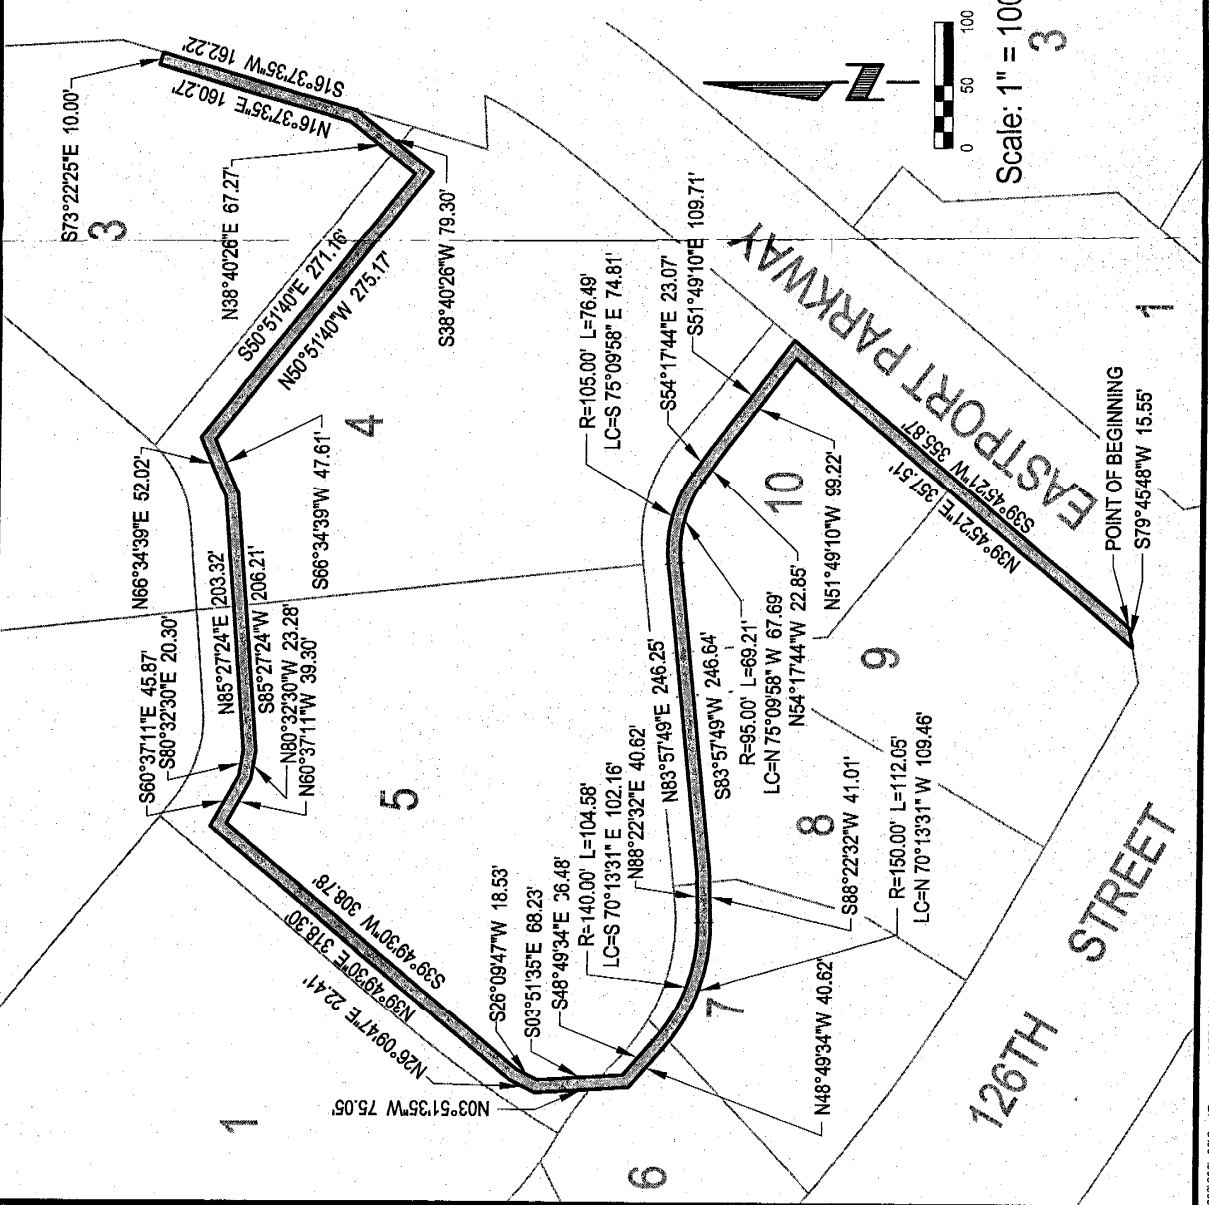 S16°37'35"W 162.22'
N16°37'35"E 160.27'
S73°22'25"E 10.00'
3
N38°40'26"E 67.27'
S38°40'26"W 79.30'
S50°51'40"E 271.16'
N50°51'40"W 275.17'
0
50
100
3
N66°34'39"E 52.02'
S66°34'39"W 47.61'
4
N85°27'24"E 203.32'
S85°27'24"W 206.21'
S60°37'11"E 45.87'
S80°32'30"E 20.30'
N80°32'30"W 23.28'
N60°37'11"W 39.30'
5
S39°49'30"W 308.78'
N39°49'30"E 318.30'
N26°09'47"E 22.41'
S26°09'47"W 18.53'
S03°51'35"E 68.23'
S48°49'34"E 36.48'
N03°51'35"W 75.05'
1
6
R=140.00' L=104.58'
LC=S 70°13'31" E 102.16'
N88°22'32"E 40.62'
N83°57'49"E 246.25'
S83°57'49"W 246.64'
R=105.00' L=76.49'
LC=S 75°09'58" E 74.81'
S54°17'44"E 23.07'
S51°49'10"E 109.71'
R=95.00' L=69.21'
LC=N 75°09'58" W 67.69'
N54°17'44"W 22.85'
N51°49'10"W 99.22'
10
9
8
7
N48°49'34"W 40.62'
S88°22'32"W 41.01'
R=150.00' L=112.05'
LC=N 70°13'31" W 109.46'
N39°45'21"E 357.51'
S39°45'21"W 355.87'
EASTPORT PARKWAY
POINT OF BEGINNING
S79°45'48"W 15.55'
1
126TH STREET